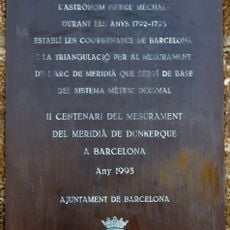 L'ASTRÒNOM PIERRE MÉCHAIN
DURANT ELS ANYS 1792-1793
ESTABLÍ LES COORDENADES DE BARCELONA
I LA TRIANGULACIÓ PER AL MESURAMENT
DE L'ARC DE MERIDIÀ QUE SERVÍ DE BASE
DEL SISTEMA MÈTRIC DECIMAL
II CENTENARI DEL MESURAMENT
DEL MERIDIÀ DE DUNKERQUE
A BARCELONA
Any 1993
AJUNTAMENT DE BARCELONA